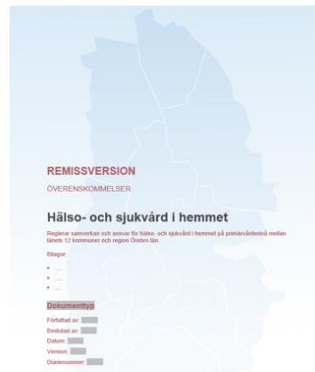 REMISSVERSION
ÖVERENSKOMMELSER
Hälso- och sjukvård i hemmet
Reglerar samverkan och ansvar för hälso- och sjukvård i hemmet på primärvårdsnivå mellan
länets 12 kommuner och region Örebro län.
Bilagor:
• ...
• ...
• ...
Dokumenttyp
Författad av:
Beslutad av:
Datum:
Version:
Diarienummer: